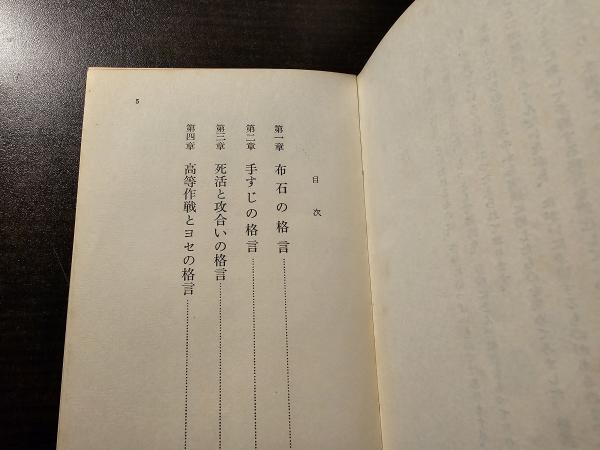 目次
第一章 布石の格言
第二章 手すじの格言
第三章 死活と攻合いの格言
第四章 高等作戦とヨセの格言
5